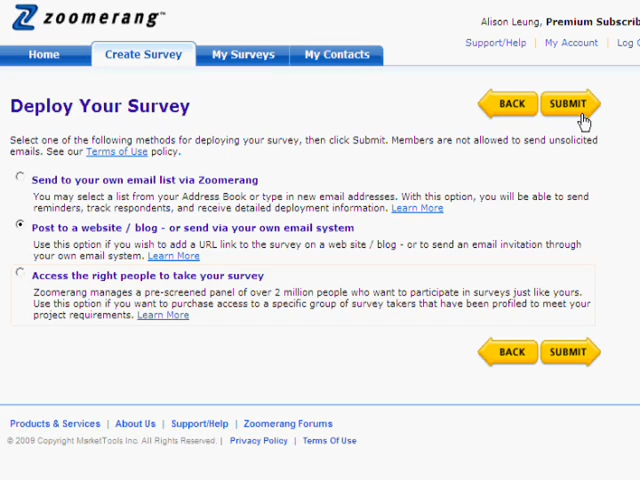 zoomerang™
Alison Leung, Premium Subscrib
Support/Help | My Account | Log
Home Create Survey My Surveys My Contacts
Deploy Your Survey
BACK SUBMIT
Select one of the following methods for deploying your survey, then click Submit. Members are not allowed to send unsolicited
emails. See our Terms of Use policy.
Send to your own email list via Zoomerang
You may select a list from your Address Book or type in new email addresses. With this option, you will be able to send
reminders, track respondents, and receive detailed deployment information. Learn More
Post to a website / blog - or send via your own email system
Use this option if you wish to add a URL link to the survey on a web site / blog - or to send an email invitation through
your own email system. Learn More
Access the right people to take your survey
Zoomerang manages a pre-screened panel of over 2 million people who want to participate in surveys just like yours.
Use this option if you want to purchase access to a specific group of survey takers that have been profiled to meet your
project requirements. Learn More
BACK SUBMIT
Products & Services | About Us | Support/Help | Zoomerang Forums
© 2009 Copyright MarketTools Inc. All Rights Reserved. | Privacy Policy | Terms Of Use